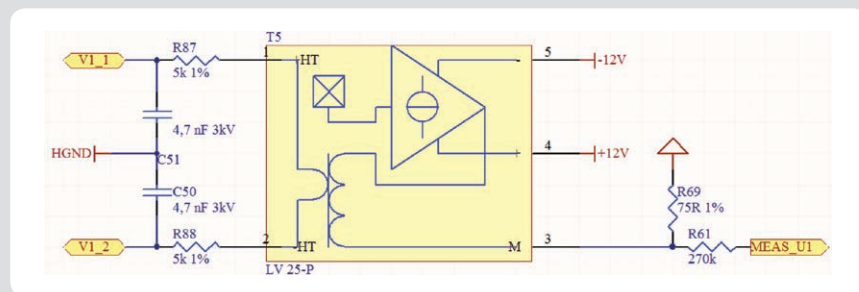 T5
V1_1
R87
5k 1%
1
+HT
-
5
-12V
4,7 nF 3kV
HGND
C51
+
4
+12V
C50
4,7 nF 3kV
R69
75R 1%
V1_2
R88
5k 1%
2
-HT
M
3
R61
270k
MEAS_U1
LV 25-P